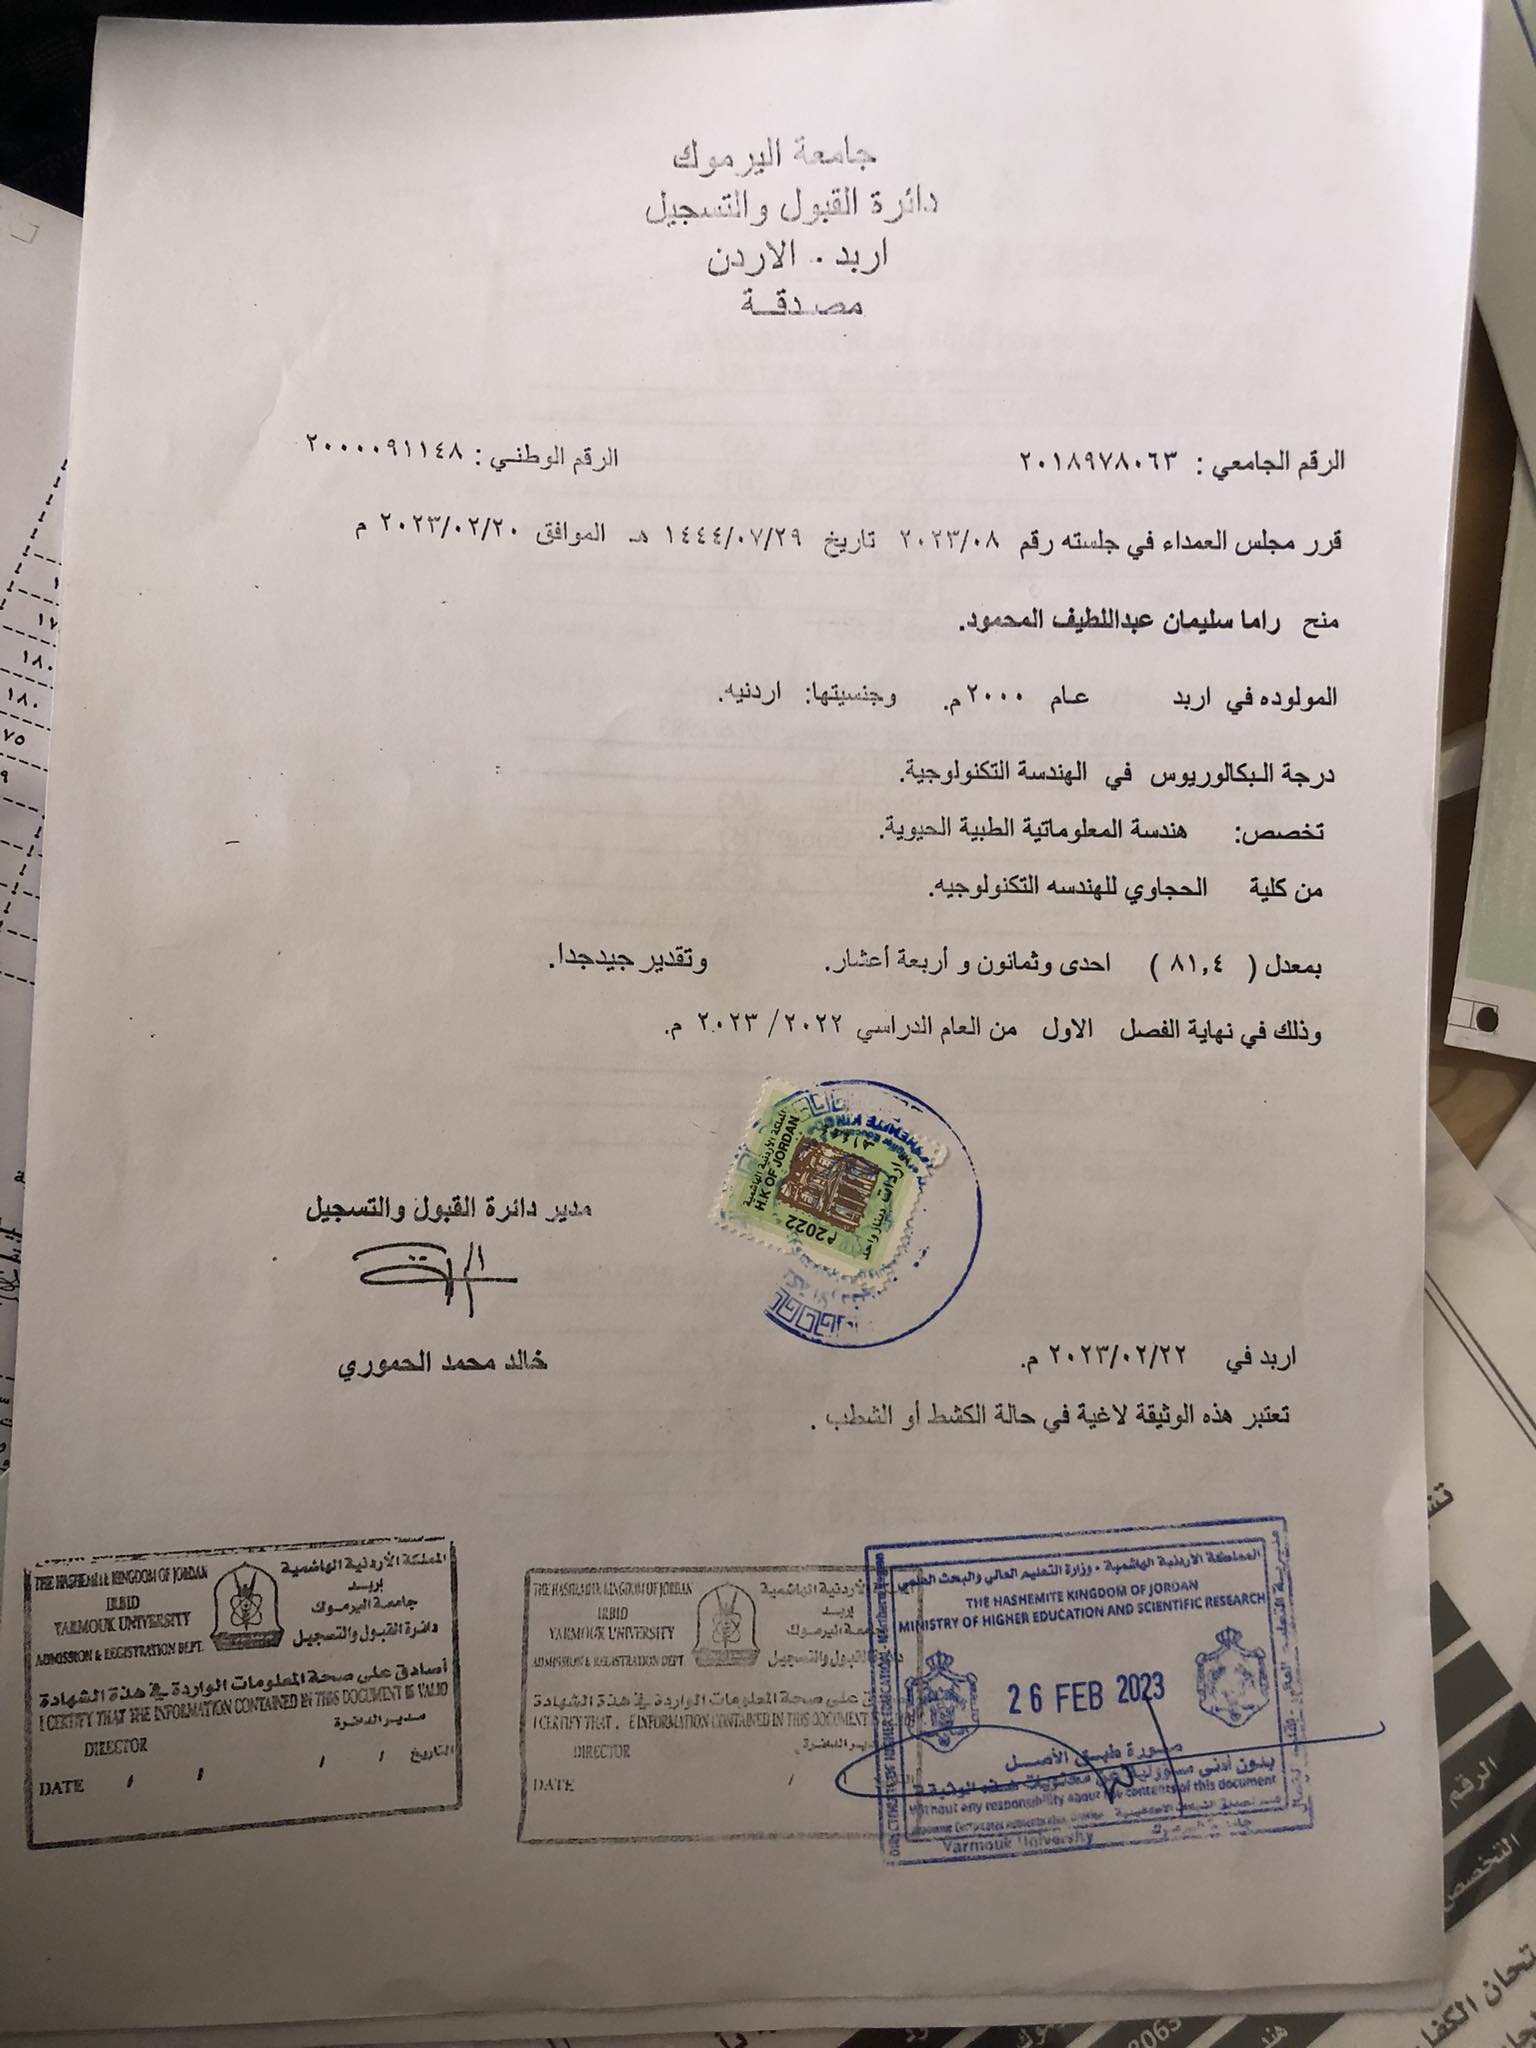 جامعة اليرموك
دائرة القبول والتسجيل
اربد - الاردن
مصدقة
الرقم الجامعي : ٢٠١٨٩٧٨٠٦٣ الرقم الوطني : ٢٠٠٠٠٩١١٤٨
قرر مجلس العمداء في جلسته رقم ٢٠٢٣/٠٨ تاريخ ١٤٤٤/٠٧/٢٩ هـ الموافق ٢٠٢٣/٠٢/٢٠ م
منح راما سليمان عبداللطيف المحمود.
المولوده في اربد عام ٢٠٠٠م. وجنسيتها: اردنيه.
درجة البكالوريوس في الهندسة التكنولوجية.
تخصص: هندسة المعلوماتية الطبية الحيوية.
من كلية الحجاوي للهندسه التكنولوجيه.
بمعدل ( ٨١,٤ ) احدى وثمانون و أربعة أعشار. وتقدير جيدجدا.
وذلك في نهاية الفصل الاول من العام الدراسي ٢٠٢٢/ ٢٠٢٣ م.
المملكة الأردنية الهاشمية
H.K OF JORDAN
2022
دينار واحد
مدير دائرة القبول والتسجيل
خالد محمد الحموري
اربد في ٢٠٢٣/٠٢/٢٢ م.
تعتبر هذه الوثيقة لاغية في حالة الكشط أو الشطب .
THE HASHEMITE KINGDOM OF JORDAN المملكة الأردنية الهاشمية
IRBID اربد
YARMOUK UNIVERSITY جامعة اليرموك
ADMISSION & REGISTRATION DEPT. دائرة القبول والتسجيل
أصادق على صحة المعلومات الواردة في هذة الشهادة
I CERTIFY THAT THE INFORMATION CONTAINED IN THIS DOCUMENT IS VALID
DIRECTOR مدير الدائرة
DATE / / / / التاريخ
THE HASHEMITE KINGDOM OF JORDAN الأردنية الهاشمية
IRBID اربد
YARMOUK UNIVERSITY
ADMISSION & REGISTRATION DEPT. القبول والتسجيل
على صحة المعلومات الواردة في هذة الشهادة
I CERTIFY THAT INFORMATION CONTAINED IN THIS DOCUMENT
DIRECTOR
DATE
المملكة الأردنية الهاشمية - وزارة التعليم العالي والبحث العلمي
THE HASHEMITE KINGDOM OF JORDAN
MINISTRY OF HIGHER EDUCATION AND SCIENTIFIC RESEARCH
26 FEB 2023
صورة طبق الأصل
بدون أدنى مسؤولية عن محتويات هذه الوثيقة
Without any responsibility about the contents of this document
Yarmouk University جامعة اليرموك
الرقم
التخصص